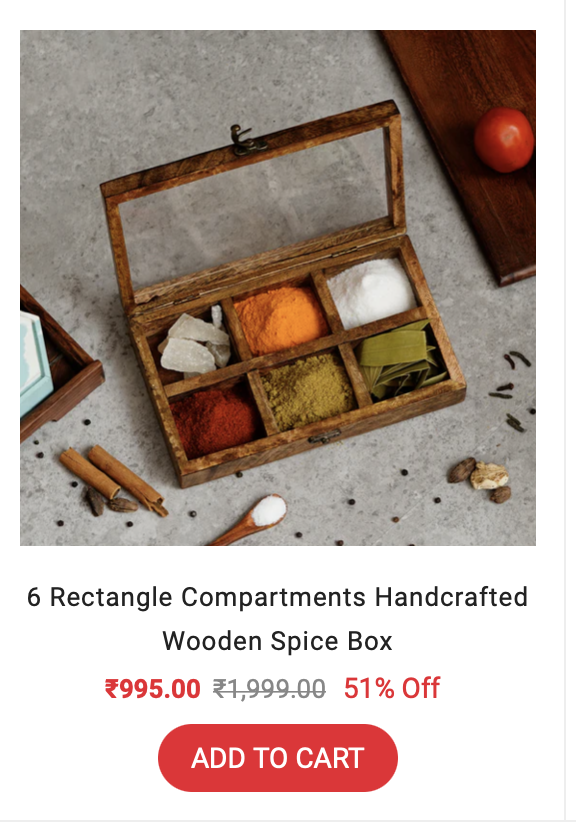 6 Rectangle Compartments Handcrafted
Wooden Spice Box
₹995.00 ₹1,999.00 51% Off
ADD TO CART